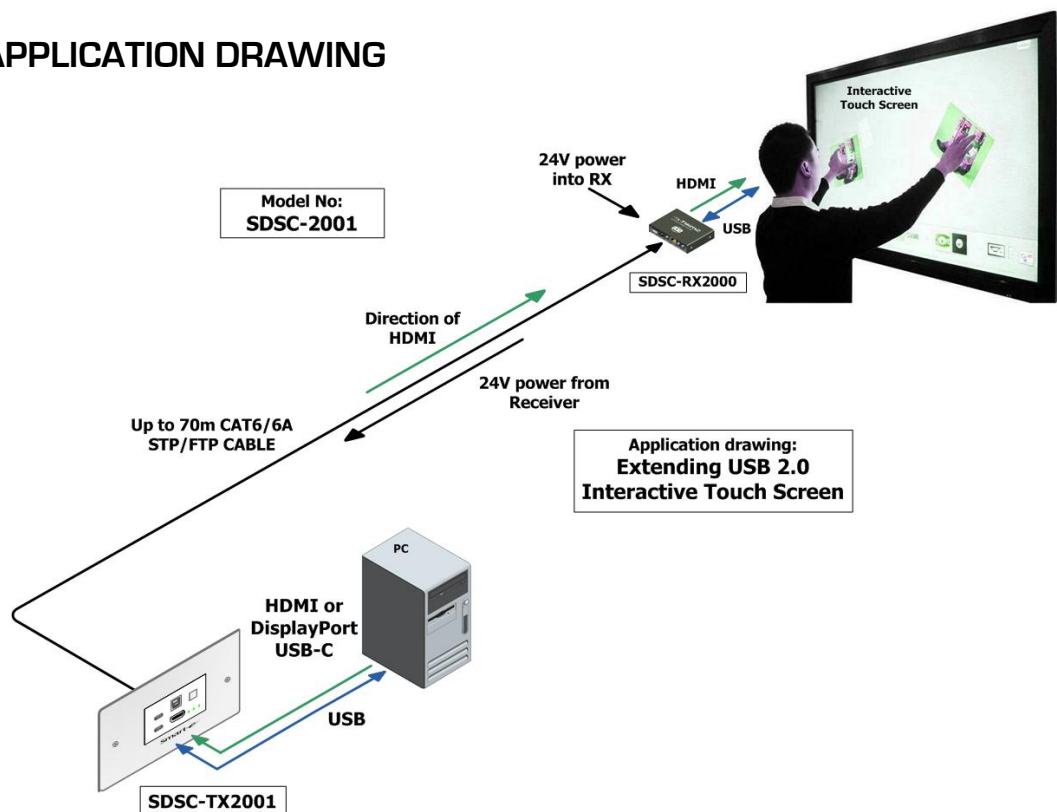 APPLICATION DRAWING
Interactive
Touch Screen
24V power
into RX
HDMI
USB
Model No:
SDSC-2001
SDSC-RX2000
Direction of
HDMI
24V power from
Receiver
Up to 70m CAT6/6A
STP/FTP CABLE
Application drawing:
Extending USB 2.0
Interactive Touch Screen
PC
HDMI or
DisplayPort
USB-C
USB
Smart-e
SDSC-TX2001